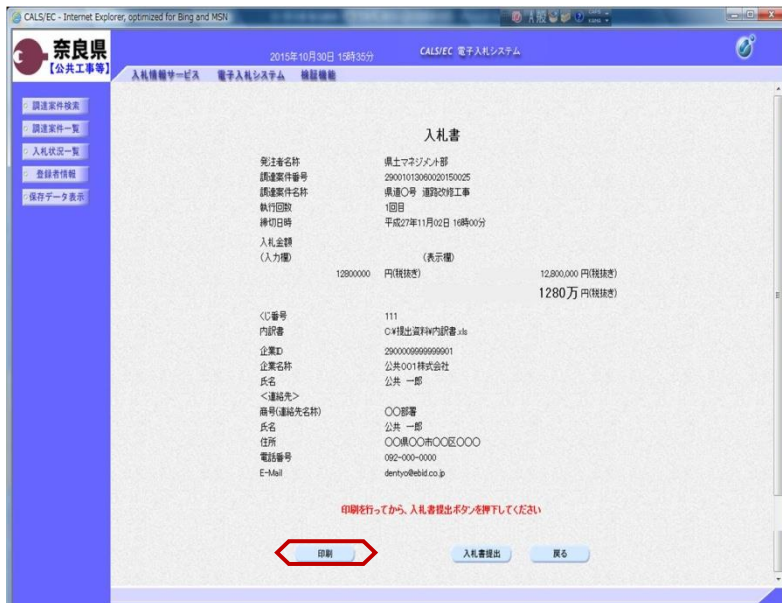 CALS/EC - Internet Explorer, optimized for Bing and MSN
奈良県
【公共工事等】
2015年10月30日 15時35分
CALS/EC 電子入札システム
入札情報サービス 電子入札システム 検証機能
調達案件検索
調達案件一覧
入札状況一覧
登録者情報
保存データ表示
入札書
発注者名称 県土マネジメント部
調達案件番号 29001013060020150025
調達案件名称 県道〇号 道路改修工事
執行回数 1回目
締切日時 平成27年11月02日 16時00分
入札金額
(入力欄) (表示欄)
12800000 円(税抜き) 12,800,000 円(税抜き)
1280万 円(税抜き)
くじ番号 111
内訳書 C:¥提出資料¥内訳書.xls
企業ID 2900009999999901
企業名称 公共001株式会社
氏名 公共 一郎
<連絡先>
商号(連絡先名称) 〇〇部署
氏名 公共 一郎
住所 〇〇県〇〇市〇〇区〇〇〇
電話番号 092-000-0000
E-Mail dentyo@ebid.co.jp
印刷を行ってから、入札書提出ボタンを押下してください
印刷 入札書提出 戻る